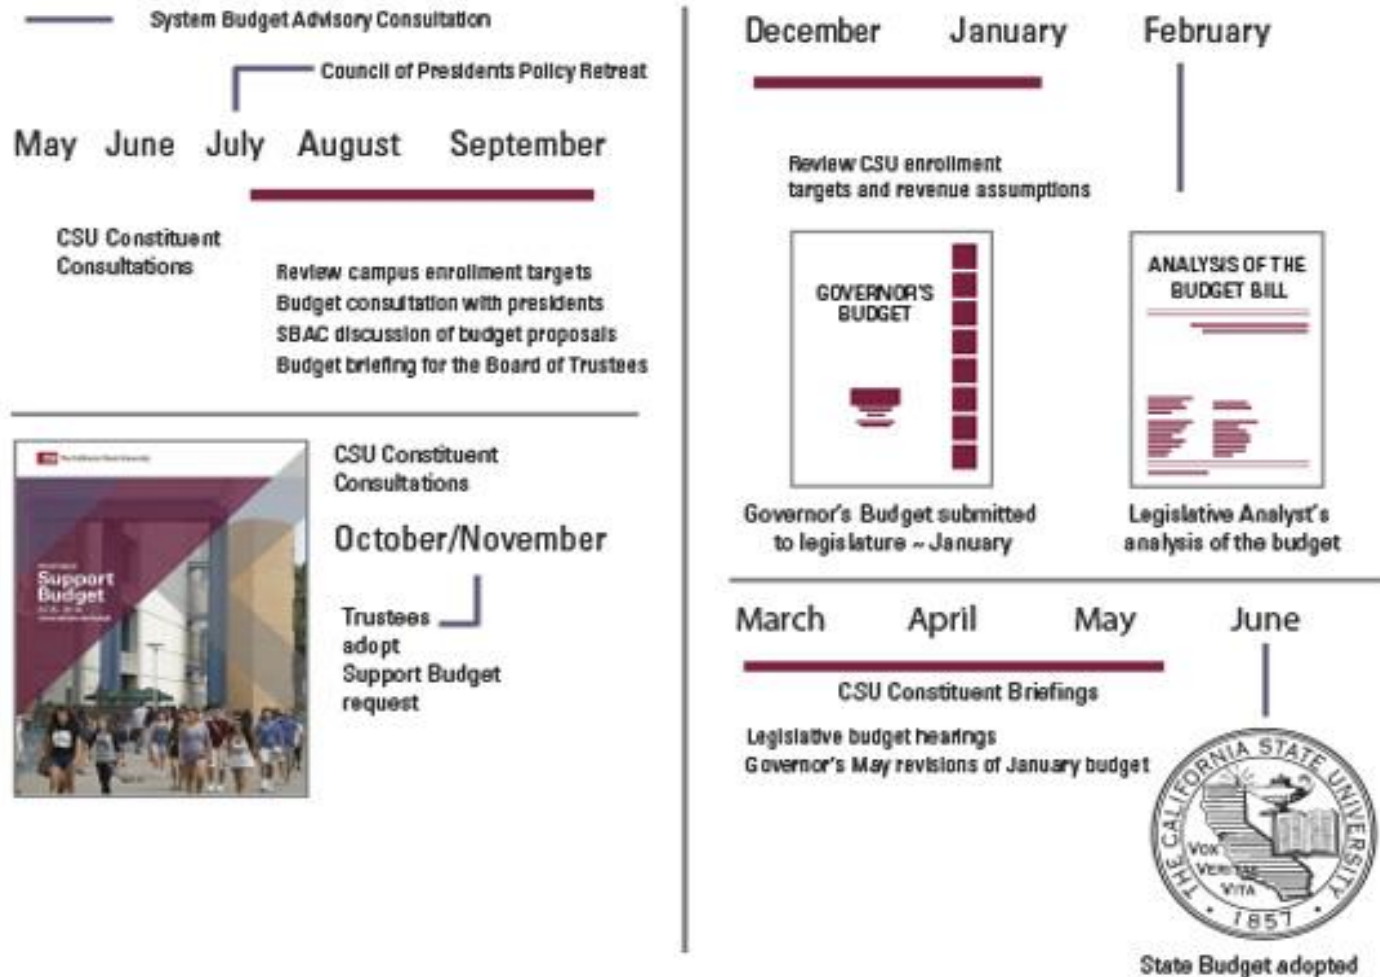 System Budget Advisory Consultation
Council of Presidents Policy Retreat
May June July August September
CSU Constituent
Consultations
Review campus enrollment targets
Budget consultation with presidents
SBAC discussion of budget proposals
Budget briefing for the Board of Trustees
Support
Budget
CSU Constituent
Consultations
October/November
Trustees
adopt
Support Budget
request
December January February
Review CSU enrollment
targets and revenue assumptions
GOVERNOR'S
BUDGET
ANALYSIS OF THE
BUDGET BILL
Governor's Budget submitted
to legislature ~ January
Legislative Analyst's
analysis of the budget
March April May June
CSU Constituent Briefings
Legislative budget hearings
Governor's May revisions of January budget
THE CALIFORNIA STATE UNIVERSITY
VOX
VERITAS
VITA
1857
State Budget adopted